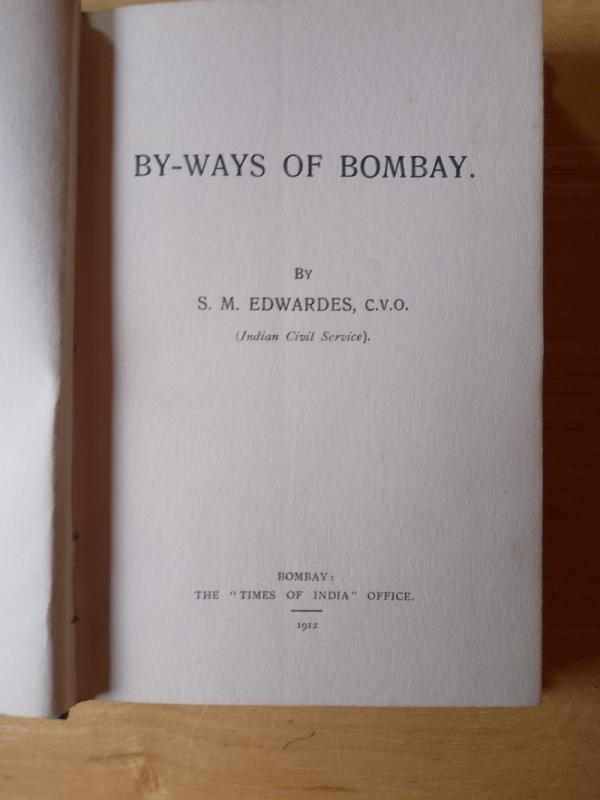 BY-WAYS OF BOMBAY.
BY
S. M. EDWARDES, C.V.O.
(Indian Civil Service).
BOMBAY:
THE "TIMES OF INDIA" OFFICE.
1912